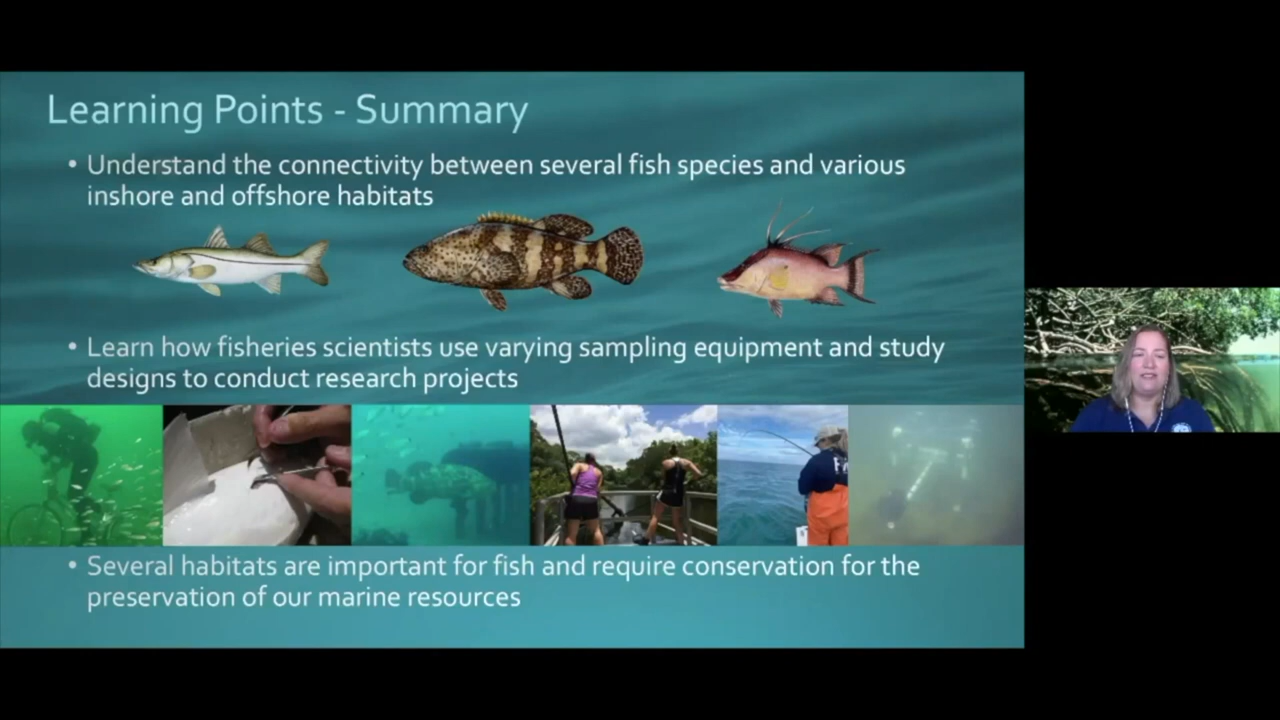 Learning Points - Summary
• Understand the connectivity between several fish species and various
inshore and offshore habitats
• Learn how fisheries scientists use varying sampling equipment and study
designs to conduct research projects
• Several habitats are important for fish and require conservation for the
preservation of our marine resources